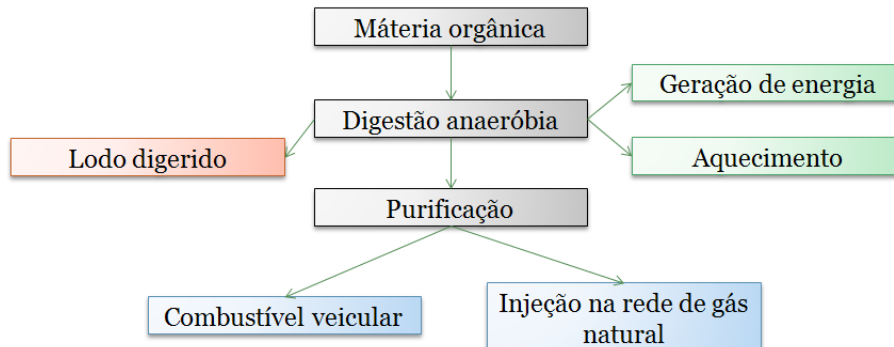 Máteria orgânica
Geração de energia
Digestão anaeróbia
Lodo digerido
Aquecimento
Purificação
Combustível veicular
Injeção na rede de gás
natural